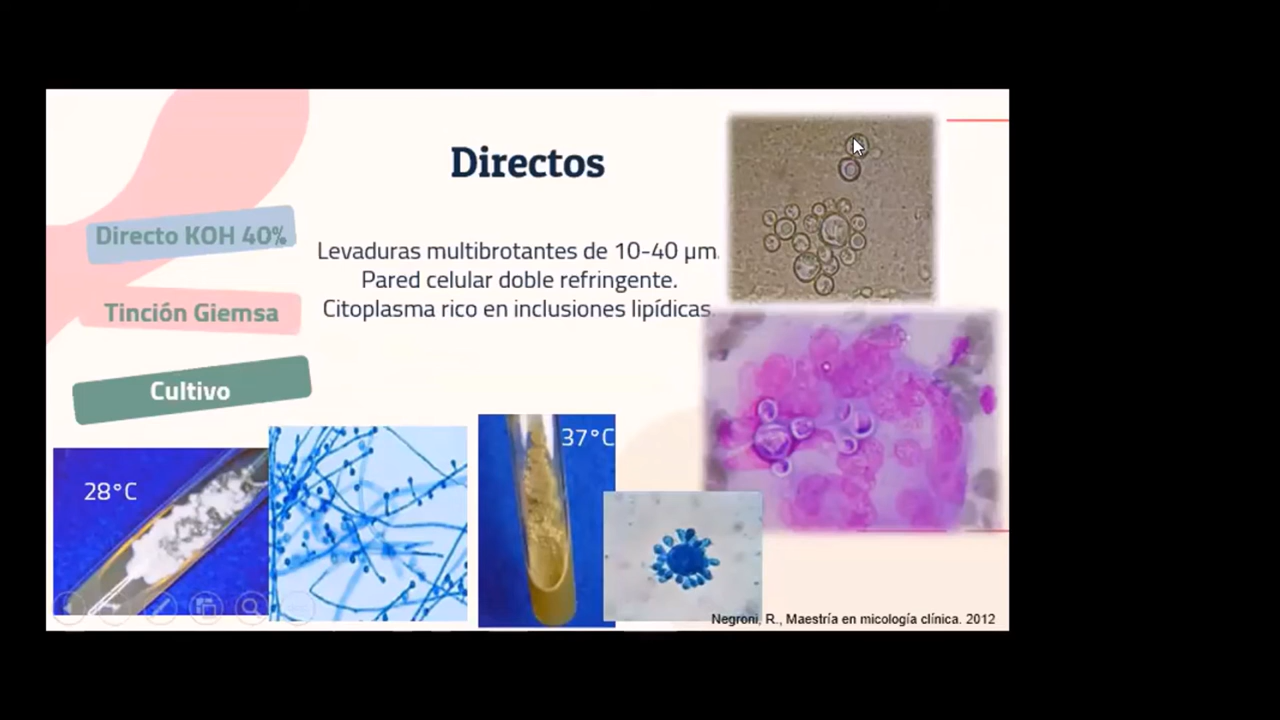 Directos
Directo KOH 40%
Levaduras multibrotantes de 10-40 µm.
Pared celular doble refringente.
Citoplasma rico en inclusiones lipídicas.
Tinción Giemsa
Cultivo
28°C
37°C
Negroni, R., Maestría en micología clínica. 2012